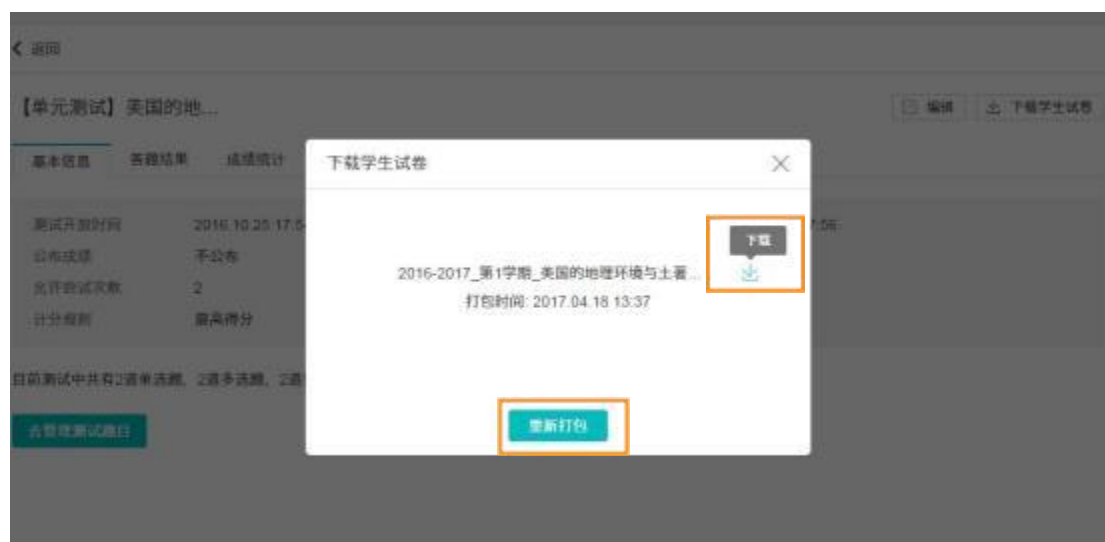 返回
【单元测试】美国的地...
编辑
下载学生试卷
基本信息
答题结果
成绩统计
下载学生试卷
测试开放时间
2016.10.25 17:5
7:56
公布成绩
不公布
允许尝试次数
2
计分规则
最高得分
下载
2016-2017_第1学期_美国的地理环境与土著...
打包时间: 2017.04.18 13:37
目前测试中共有2道单选题，2道多选题，2道
去管理测试题目
重新打包